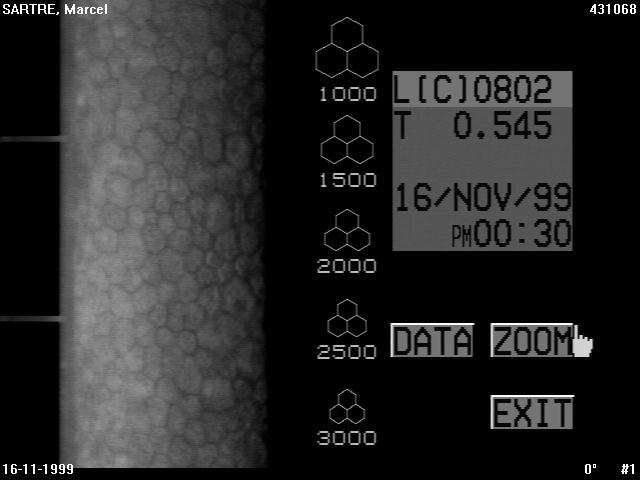 SARTRE, Marcel
431068
1000
1500
2000
2500
3000
L[C]0802
T 0.545
16/NOV/99
PM00:30
DATA
ZOOM
EXIT
16-11-1999
0° #1